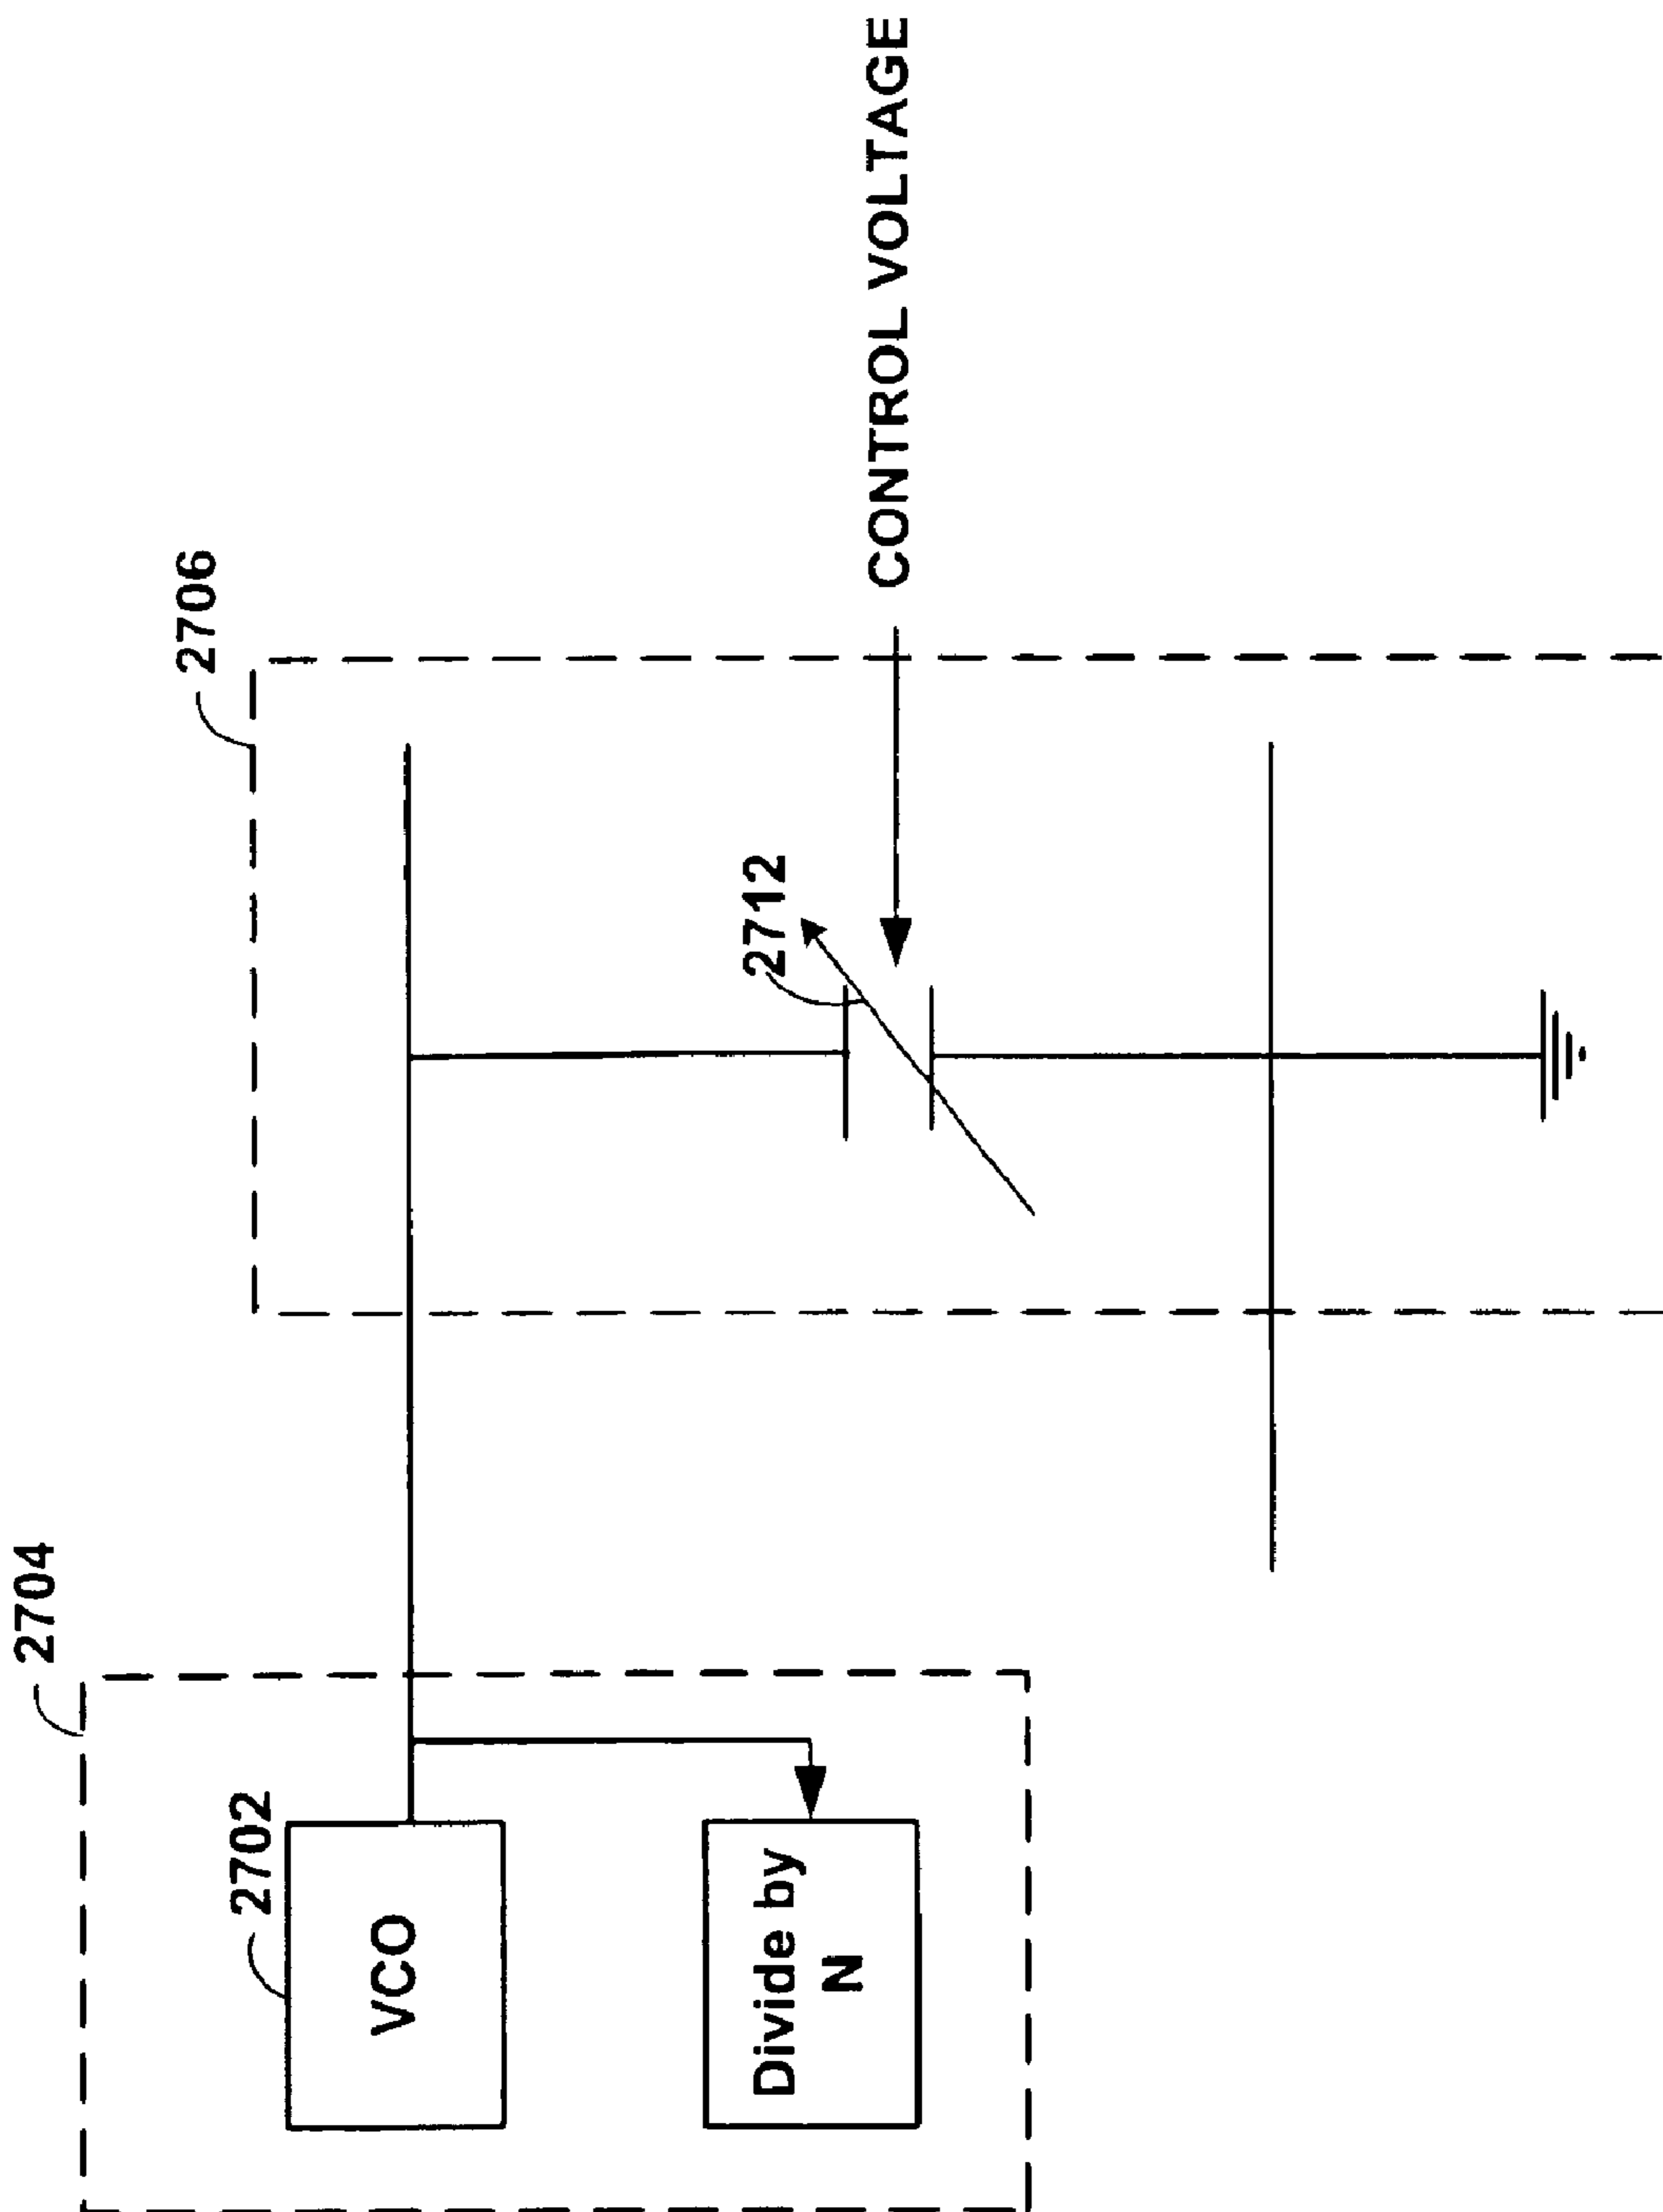 2704
2702
VCO
Divide by
N
2706
2712
CONTROL VOLTAGE